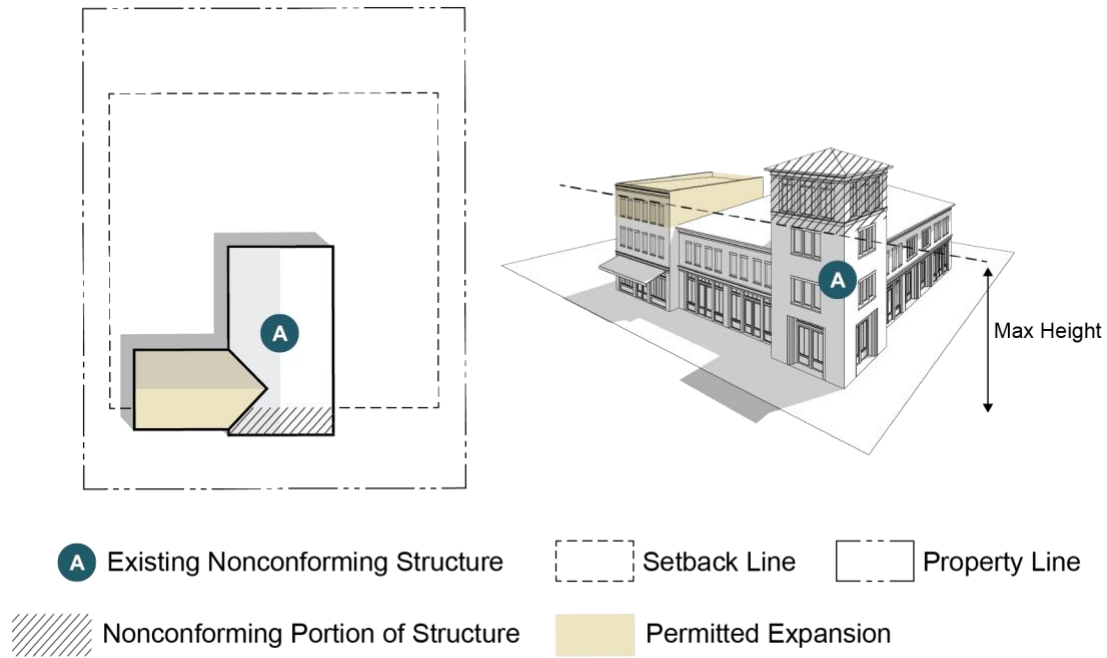 A
A
Max Height
A Existing Nonconforming Structure
Setback Line
Property Line
Nonconforming Portion of Structure
Permitted Expansion